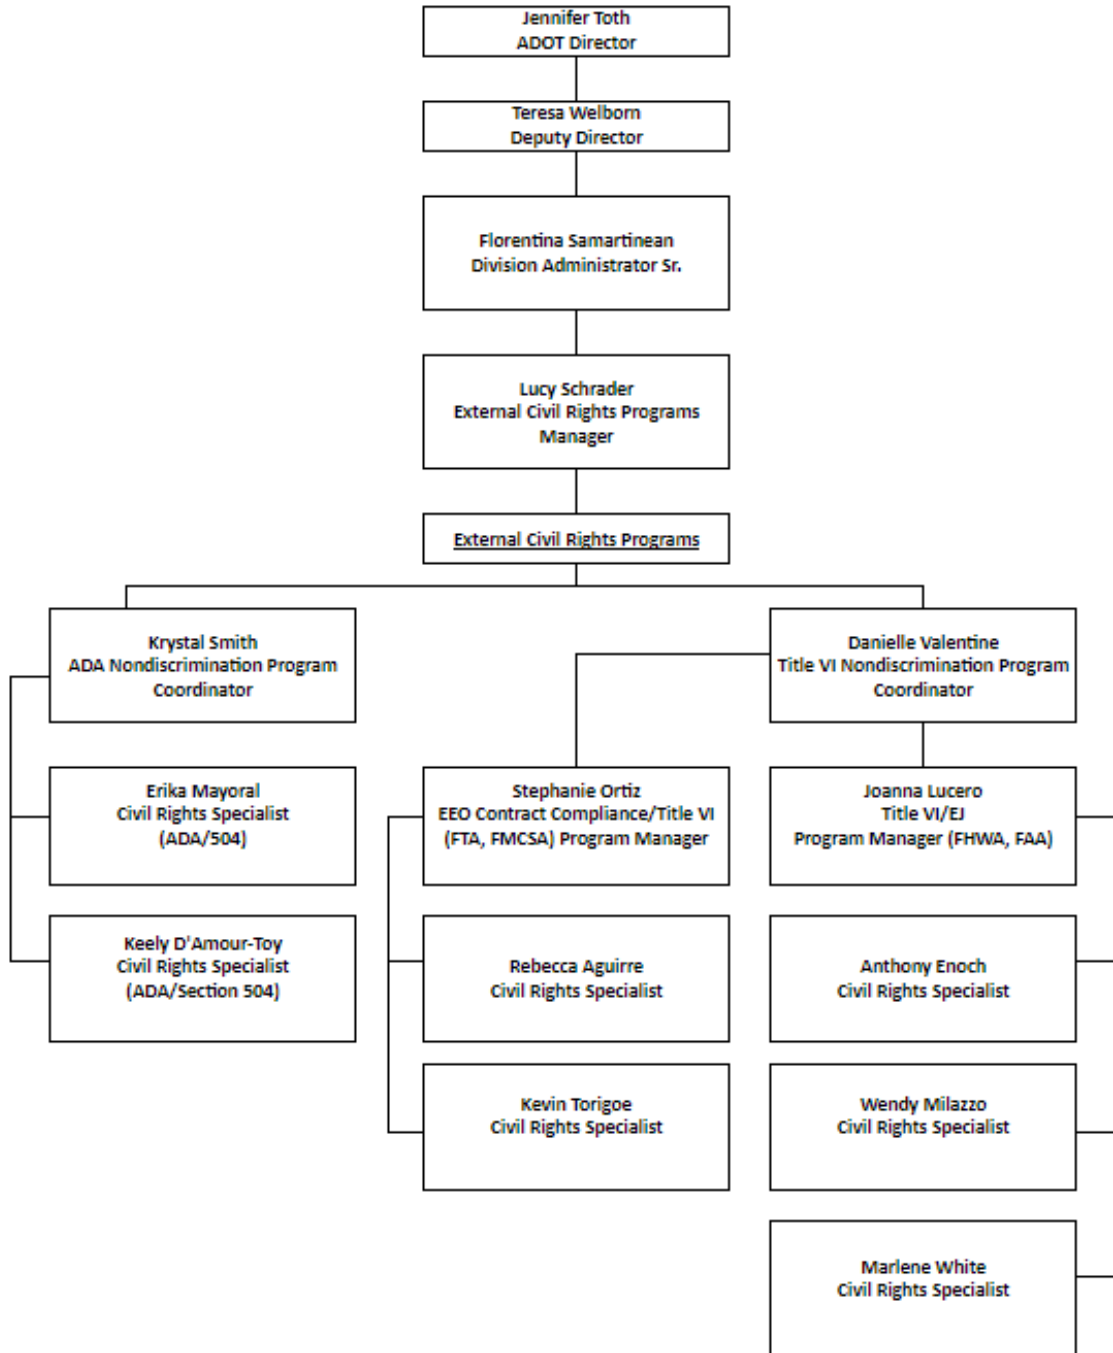 Jennifer Toth
ADOT Director
Teresa Welborn
Deputy Director
Florentina Samartinean
Division Administrator Sr.
Lucy Schrader
External Civil Rights Programs
Manager
External Civil Rights Programs
Krystal Smith
ADA Nondiscrimination Program
Coordinator
Danielle Valentine
Title VI Nondiscrimination Program
Coordinator
Erika Mayoral
Civil Rights Specialist
(ADA/504)
Stephanie Ortiz
EEO Contract Compliance/Title VI
(FTA, FMCSA) Program Manager
Joanna Lucero
Title VI/EJ
Program Manager (FHWA, FAA)
Keely D'Amour-Toy
Civil Rights Specialist
(ADA/Section 504)
Rebecca Aguirre
Civil Rights Specialist
Anthony Enoch
Civil Rights Specialist
Kevin Torigoe
Civil Rights Specialist
Wendy Milazzo
Civil Rights Specialist
Marlene White
Civil Rights Specialist